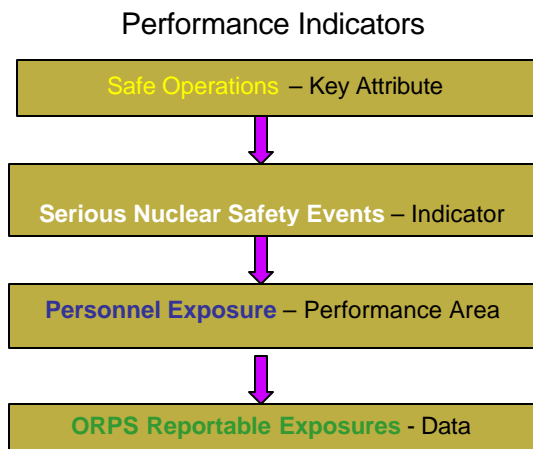 Performance Indicators
Safe Operations – Key Attribute
Serious Nuclear Safety Events – Indicator
Personnel Exposure – Performance Area
ORPS Reportable Exposures - Data